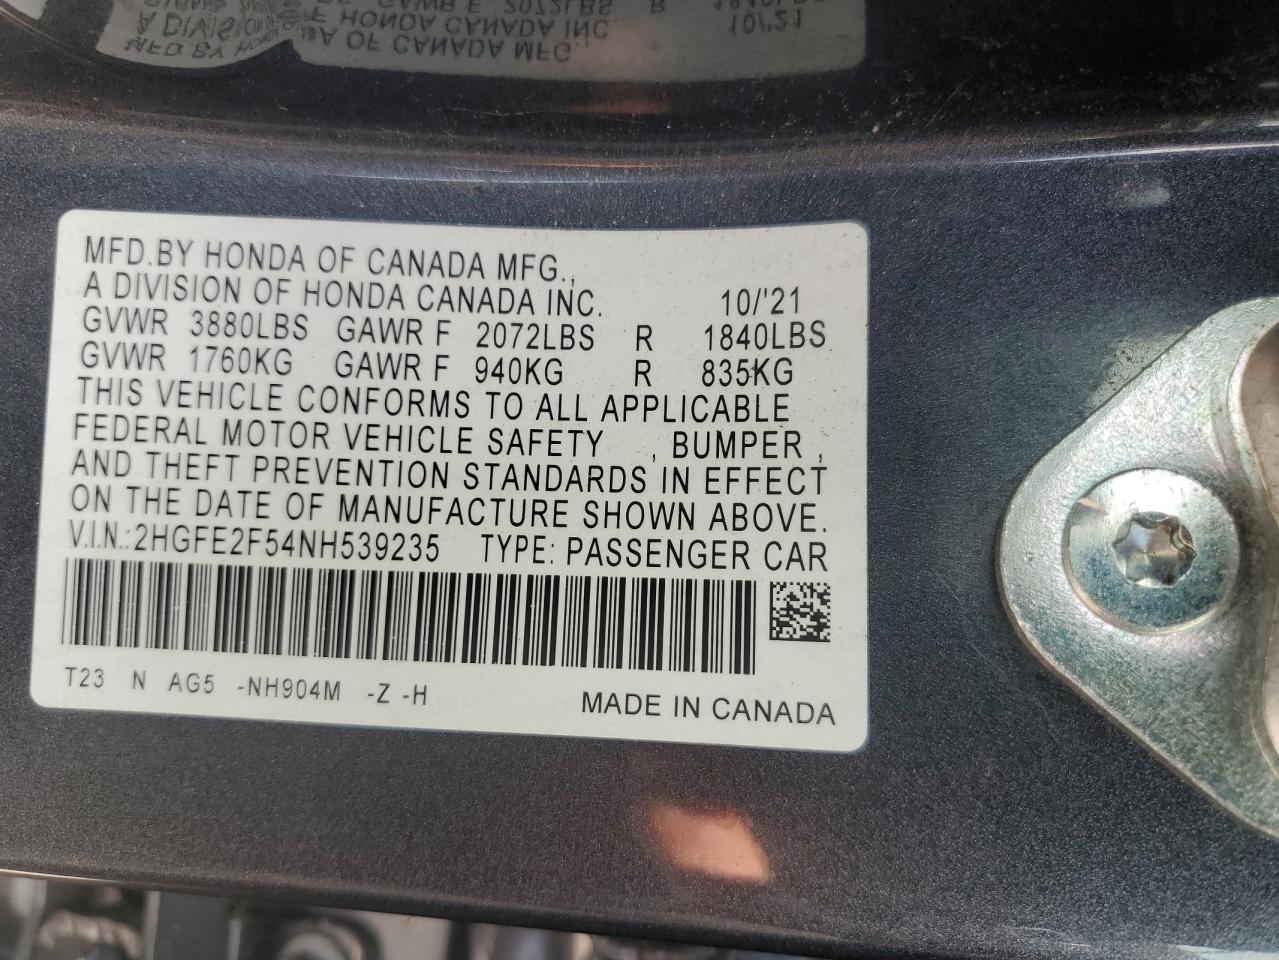 MFD.BY HONDA OF CANADA MFG.,
A DIVISION OF HONDA CANADA INC. 10/'21
GVWR 3880LBS GAWR F 2072LBS R 1840LBS
GVWR 1760KG GAWR F 940KG R 835KG
THIS VEHICLE CONFORMS TO ALL APPLICABLE
FEDERAL MOTOR VEHICLE SAFETY , BUMPER ,
AND THEFT PREVENTION STANDARDS IN EFFECT
ON THE DATE OF MANUFACTURE SHOWN ABOVE.
V.I.N.:2HGFE2F54NH539235 TYPE: PASSENGER CAR
T23 N AG5 -NH904M -Z -H MADE IN CANADA